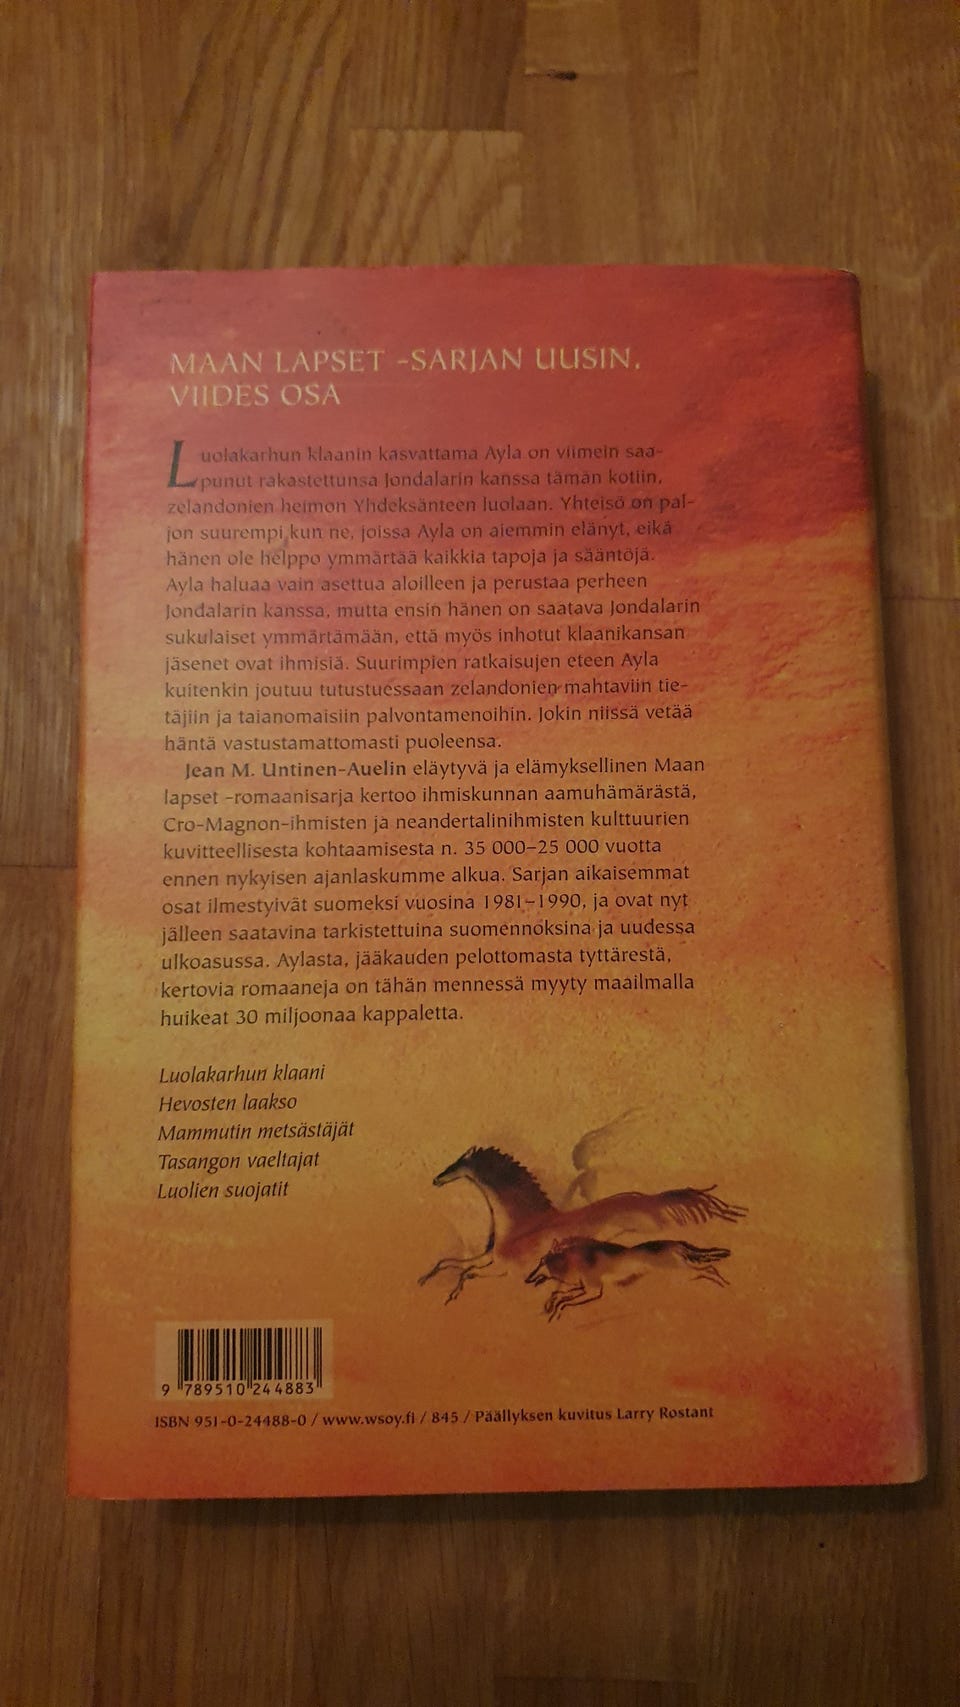 MAAN LAPSET -SARJAN UUSIN,
VIIDES OSA
Luolakarhun klaanin kasvattama Ayla on viimein saa-
punut rakastettunsa Jondalarin kanssa tämän kotiin,
zelandonien heimon Yhdeksänteen luolaan. Yhteisö on pal-
jon suurempi kun ne, joissa Ayla on aiemmin elänyt, eikä
hänen ole helppo ymmärtää kaikkia tapoja ja sääntöjä.
Ayla haluaa vain asettua aloilleen ja perustaa perheen
Jondalarin kanssa, mutta ensin hänen on saatava Jondalarin
sukulaiset ymmärtämään, että myös inhotut klaanikansan
jäsenet ovat ihmisiä. Suurimpien ratkaisujen eteen Ayla
kuitenkin joutuu tutustuessaan zelandonien mahtaviin tie-
täjiin ja taianomaisiin palvontamenoihin. Jokin niissä vetää
häntä vastustamattomasti puoleensa.
Jean M. Untinen-Auelin eläytyvä ja elämyksellinen Maan
lapset -romaanisarja kertoo ihmiskunnan aamuhämärästä,
Cro-Magnon-ihmisten ja neandertalinihmisten kulttuurien
kuvitteellisesta kohtaamisesta n. 35 000–25 000 vuotta
ennen nykyisen ajanlaskumme alkua. Sarjan aikaisemmat
osat ilmestyivät suomeksi vuosina 1981–1990, ja ovat nyt
jälleen saatavina tarkistettuina suomennoksina ja uudessa
ulkoasussa. Aylasta, jääkauden pelottomasta tyttärestä,
kertovia romaaneja on tähän mennessä myyty maailmalla
huikeat 30 miljoonaa kappaletta.
Luolakarhun klaani
Hevosten laakso
Mammutin metsästäjät
Tasangon vaeltajat
Luolien suojatit
9 789510 244883
ISBN 951-0-24488-0 / www.wsoy.fi / 845 / Päällyksen kuvitus Larry Rostant